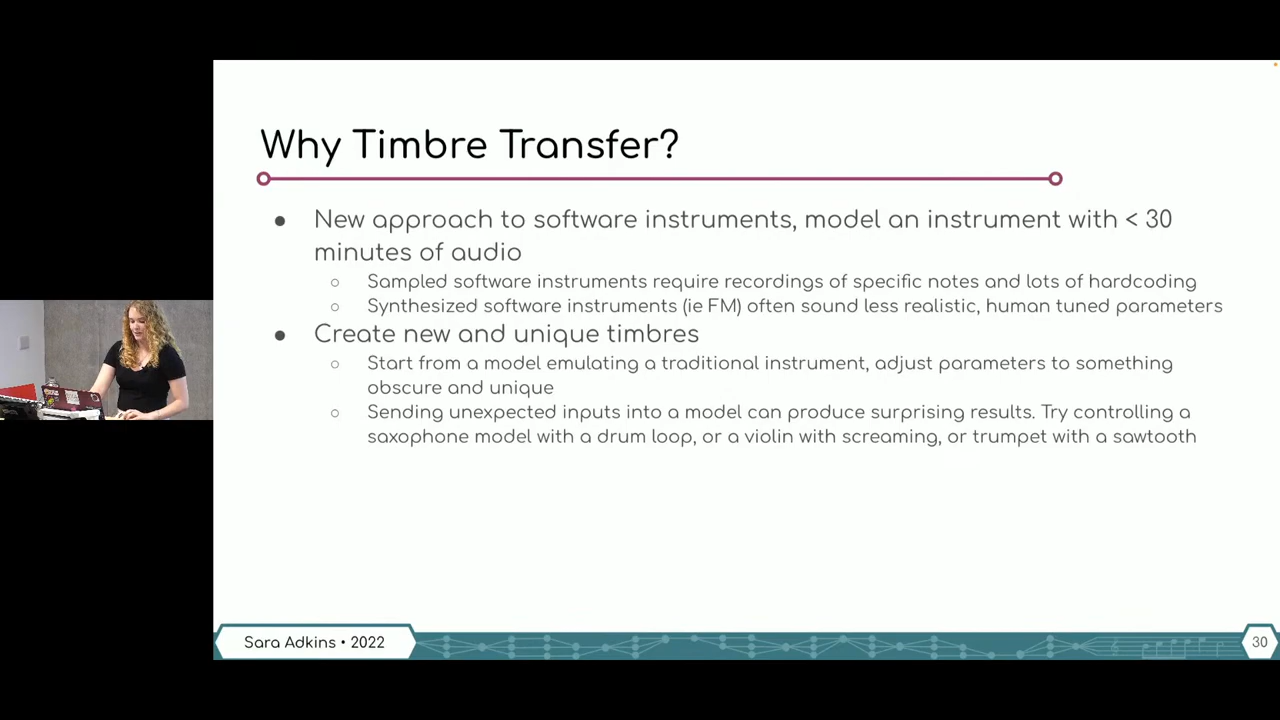 Why Timbre Transfer?
● New approach to software instruments, model an instrument with < 30
minutes of audio
○ Sampled software instruments require recordings of specific notes and lots of hardcoding
○ Synthesized software instruments (ie FM) often sound less realistic, human tuned parameters
● Create new and unique timbres
○ Start from a model emulating a traditional instrument, adjust parameters to something
obscure and unique
○ Sending unexpected inputs into a model can produce surprising results. Try controlling a
saxophone model with a drum loop, or a violin with screaming, or trumpet with a sawtooth
Sara Adkins • 2022
30